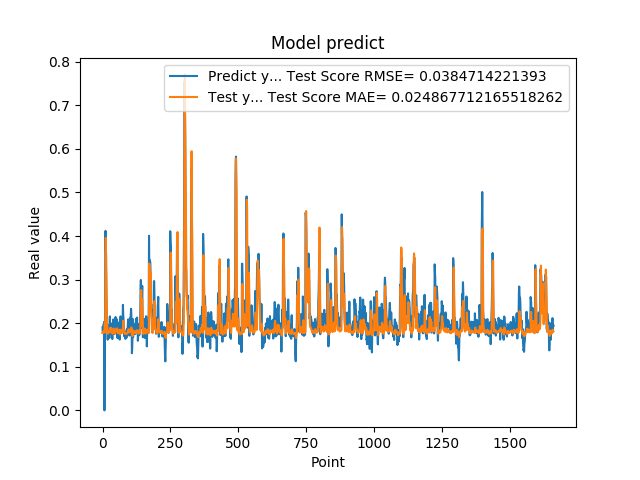 Model predict
Predict y... Test Score RMSE= 0.0384714221393
Test y... Test Score MAE= 0.024867712165518262
0.8
0.7
0.6
0.5
0.4
0.3
0.2
0.1
0.0
Real value
0 250 500 750 1000 1250 1500
Point